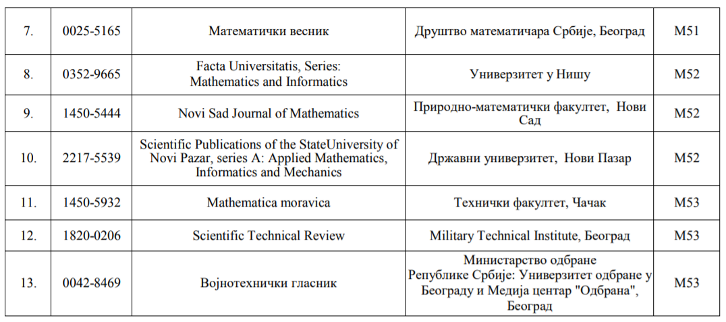 7. 0025-5165 Математички весник Друштво математичара Србије, Београд M51
8. 0352-9665 Facta Universitatis, Series:
Mathematics and Informatics Универзитет у Нишу M52
9. 1450-5444 Novi Sad Journal of Mathematics Природно-математички факултет, Нови
Сад M52
10. 2217-5539 Scientific Publications of the StateUniversity of
Novi Pazar, series A: Applied Mathematics,
Informatics and Mechanics Државни универзитет, Нови Пазар M52
11. 1450-5932 Mathematica moravica Технички факултет, Чачак M53
12. 1820-0206 Scientific Technical Review Military Technical Institute, Београд M53
13. 0042-8469 Војнотехнички гласник Министарство одбране
Републике Србије: Универзитет одбране у
Београду и Медија центар "Одбрана",
Београд M53